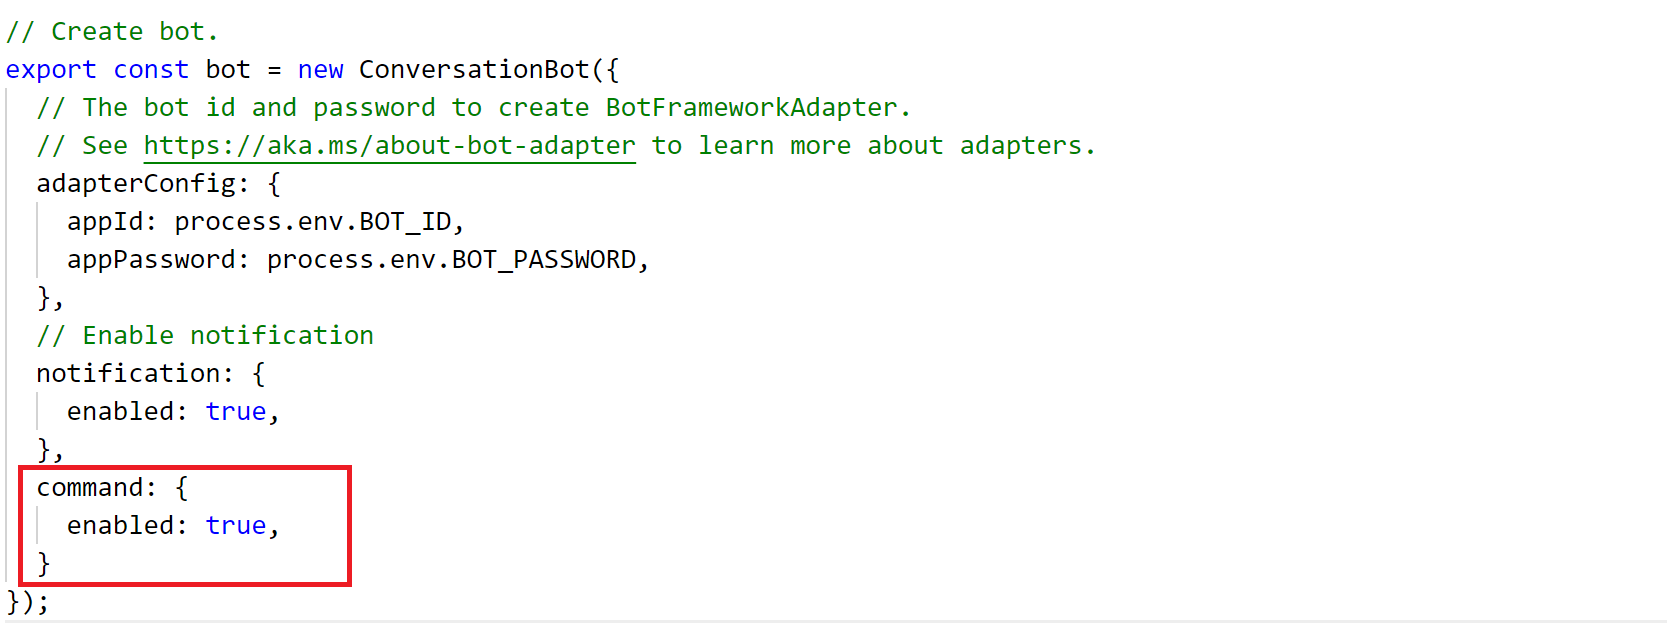 // Create bot.
export const bot = new ConversationBot({
  // The bot id and password to create BotFrameworkAdapter.
  // See https://aka.ms/about-bot-adapter to learn more about adapters.
  adapterConfig: {
    appId: process.env.BOT_ID,
    appPassword: process.env.BOT_PASSWORD,
  },
  // Enable notification
  notification: {
    enabled: true,
  },
  command: {
    enabled: true,
  }
});